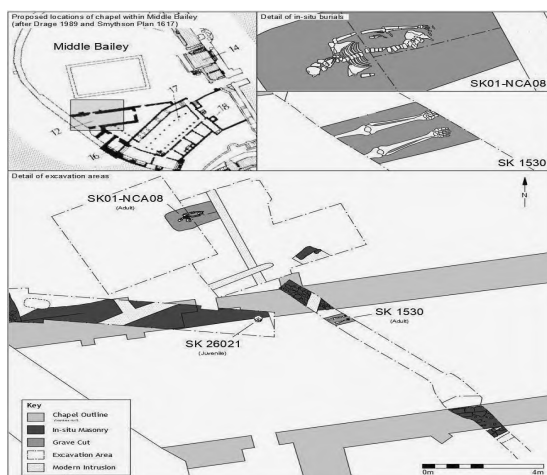 Proposed locations of chapel within Middle Bailey
(after Drage 1989 and Smythson Plan 1617)
Middle Bailey
14
17
18
12
16
Detail of in-situ burials
SK01-NCA08
SK 1530
Detail of excavation areas
SK01-NCA08
(Adult)
N
SK 1530
(Adult)
SK 26021
(Juvenile)
Key
Chapel Outline
In-situ Masonry
Grave Cut
Excavation Area
Modern Intrusion
0m
4m